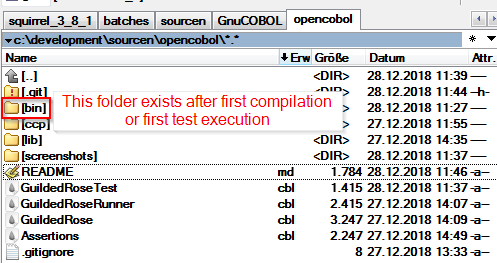 squirrel_3_8_1 batches sourcen GnuCOBOL opencobol
c:\development\sourcen\opencobol\*.* * ▼
Name Erw Größe Datum Attr.
[..] <DIR> 28.12.2018 11:39 ----
[.git] <DIR> 28.12.2018 11:44 -h-
[bin] <DIR> 28.12.2018 11:27 ----
This folder exists after first compilation
or first test execution
[ccp] 27.12.2018 11:55 ----
[lib] <DIR> 27.12.2018 14:35 ----
[screenshots] <DIR> 28.12.2018 11:37 ----
README md 1.784 28.12.2018 11:46 -a--
GuildedRoseTest cbl 1.415 28.12.2018 11:37 -a--
GuildedRoseRunner cbl 2.415 27.12.2018 14:07 -a--
GuildedRose cbl 3.247 27.12.2018 14:09 -a--
Assertions cbl 2.247 27.12.2018 14:49 -a--
.gitignore 8 27.12.2018 13:33 -a--